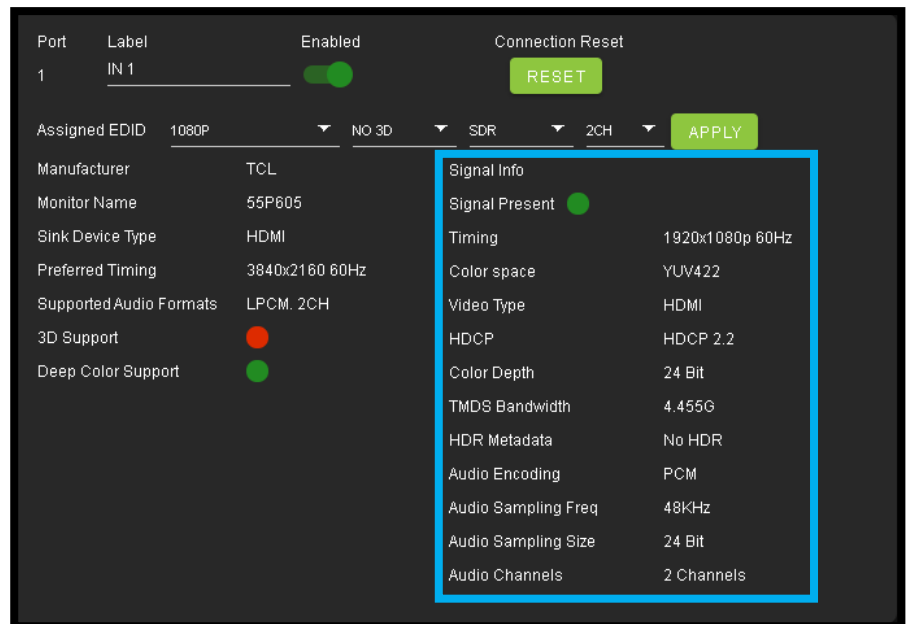 Port Label Enabled Connection Reset
1 IN 1 RESET
Assigned EDID 1080P NO 3D SDR 2CH APPLY
Manufacturer TCL
Monitor Name 55P605
Sink Device Type HDMI
Preferred Timing 3840x2160 60Hz
Supported Audio Formats LPCM. 2CH
3D Support
Deep Color Support
Signal Info
Signal Present
Timing 1920x1080p 60Hz
Color space YUV422
Video Type HDMI
HDCP HDCP 2.2
Color Depth 24 Bit
TMDS Bandwidth 4.455G
HDR Metadata No HDR
Audio Encoding PCM
Audio Sampling Freq 48KHz
Audio Sampling Size 24 Bit
Audio Channels 2 Channels